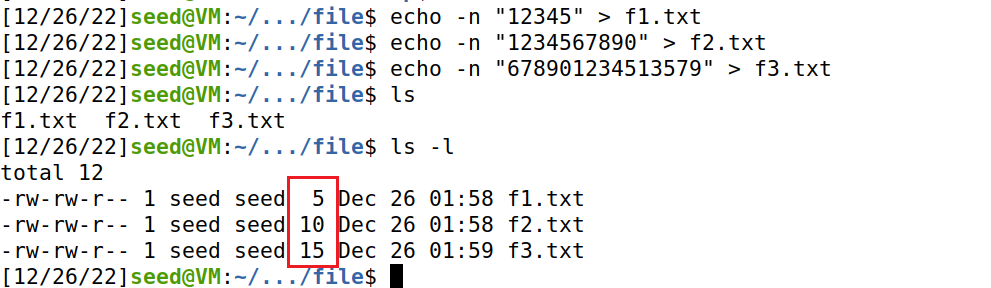 [12/26/22]seed@VM:~/.../file$ echo -n "12345" > f1.txt
[12/26/22]seed@VM:~/.../file$ echo -n "1234567890" > f2.txt
[12/26/22]seed@VM:~/.../file$ echo -n "678901234513579" > f3.txt
[12/26/22]seed@VM:~/.../file$ ls
f1.txt  f2.txt  f3.txt
[12/26/22]seed@VM:~/.../file$ ls -l
total 12
-rw-rw-r-- 1 seed seed  5 Dec 26 01:58 f1.txt
-rw-rw-r-- 1 seed seed 10 Dec 26 01:58 f2.txt
-rw-rw-r-- 1 seed seed 15 Dec 26 01:59 f3.txt
[12/26/22]seed@VM:~/.../file$